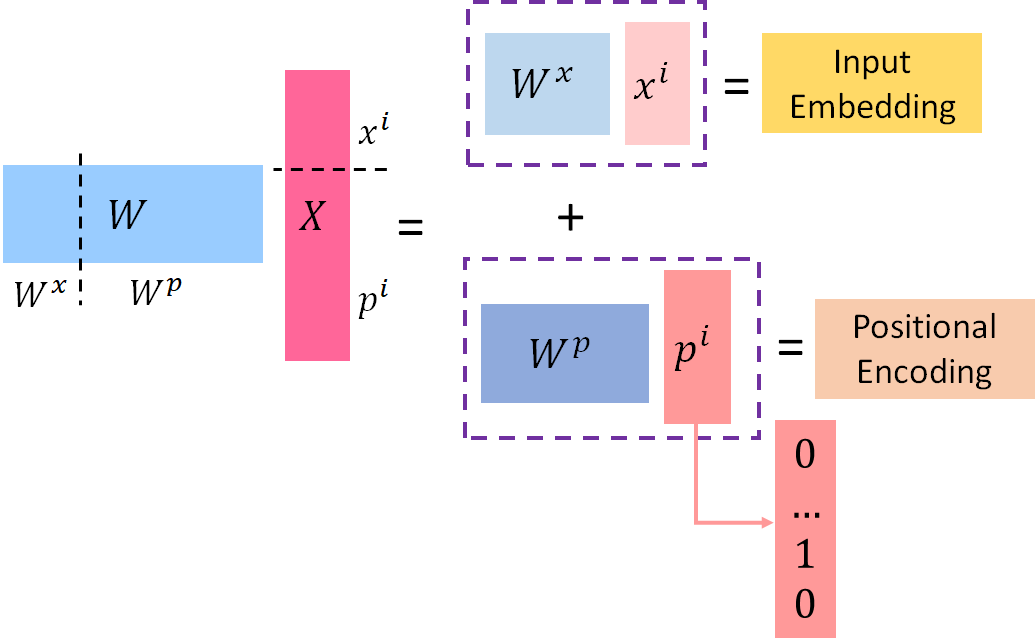 W^x x^i = Input
Embedding
x^i
W X = +
W^x W^p p^i
W^p p^i = Positional
Encoding
0
...
1
0